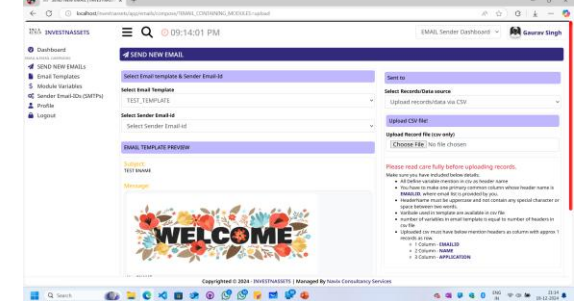 localhost/investnassets/app/emails/compose/?EMAIL_CONTAINING_MODULES=upload
INVESTNASSETS
09:14:01 PM
EMAIL Sender Dashboard
Gaurav Singh
Dashboard
SEND NEW EMAILs
Email Templates
Module Variables
Sender Email-IDs (SMTPs)
Profile
Logout
SEND NEW EMAIL
Select Email template & Sender Email-Id
Select Email Template
TEST_TEMPLATE
Select Sender Email-Id
Select Sender Email-id
EMAIL TEMPLATE PREVIEW
Subject
TEST $NAME
Message
WELCOME
Sent to
Select Records/Data source
Upload records/data via CSV
Upload CSV file!
Upload Record file (csv only)
Choose File No file chosen
Please read care fully before uploading records.
Make sure you have included below details.
All Define variable mention in csv as header name
You have to make one primary common column whose header name is
EMAILID, where email list is provided by you.
HeaderName must be uppercase and not contain any special character or
space between two words.
Varibale used in template are available in csv file
number of variables in email template is equal to number of headers in
csv file
Uploaded csv must have below mention headers as column with approx 1
records as row.
1 Column - EMAILID
2 Column - NAME
3 Column - APPLICATION
Copyrighted © 2024 - INVESTNASSETS | Managed By Navix Consultancy Services
Search
ENG
IN
21:14
29-12-2024